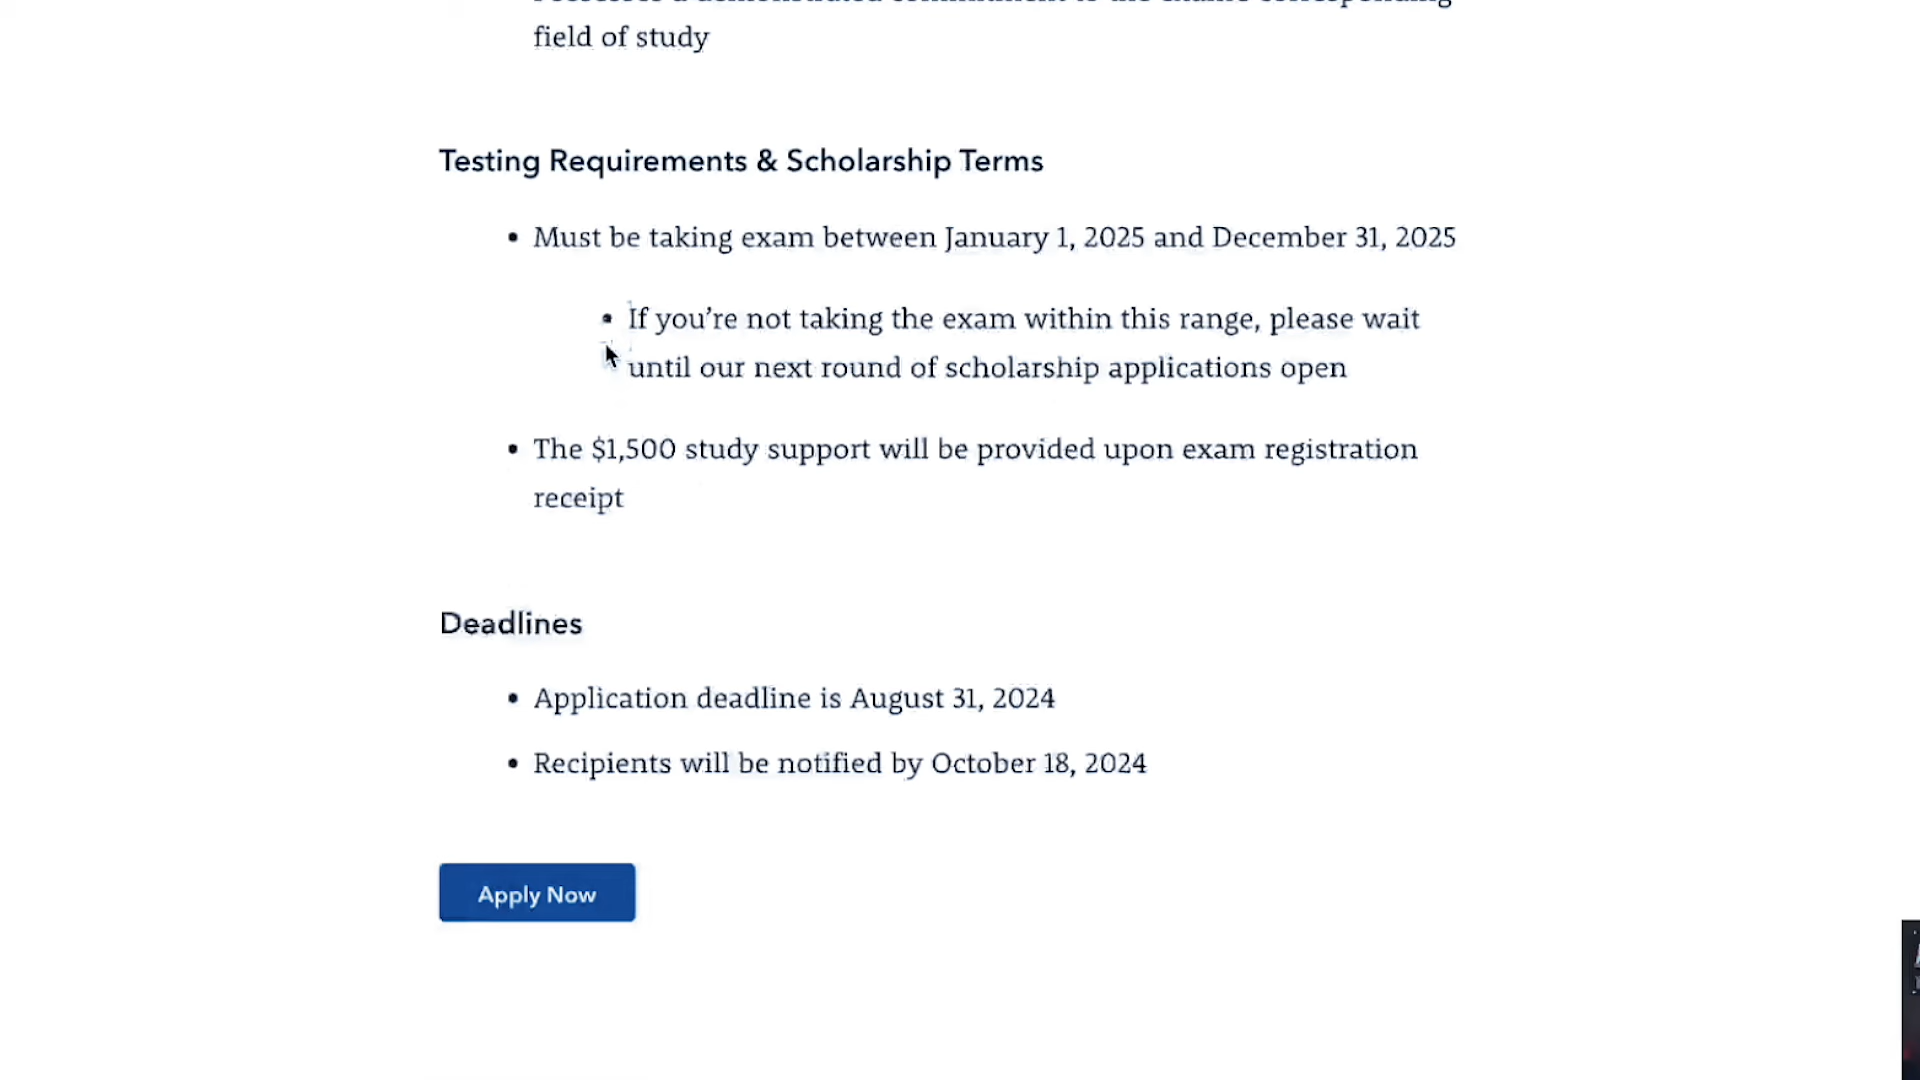 field of study
Testing Requirements & Scholarship Terms
• Must be taking exam between January 1, 2025 and December 31, 2025
• If you’re not taking the exam within this range, please wait
until our next round of scholarship applications open
• The $1,500 study support will be provided upon exam registration
receipt
Deadlines
• Application deadline is August 31, 2024
• Recipients will be notified by October 18, 2024
Apply Now